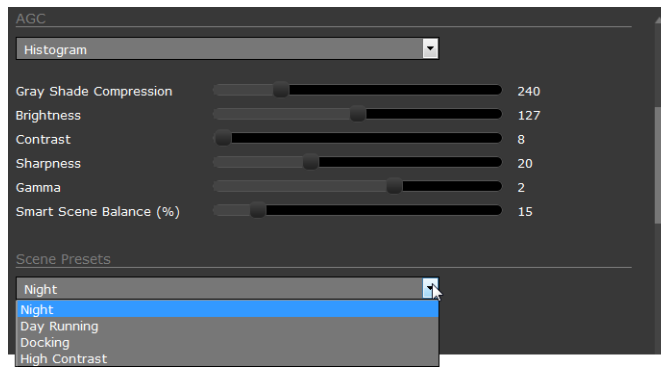 AGC
Histogram
Gray Shade Compression 240
Brightness 127
Contrast 8
Sharpness 20
Gamma 2
Smart Scene Balance (%) 15
Scene Presets
Night
Night
Day Running
Docking
High Contrast